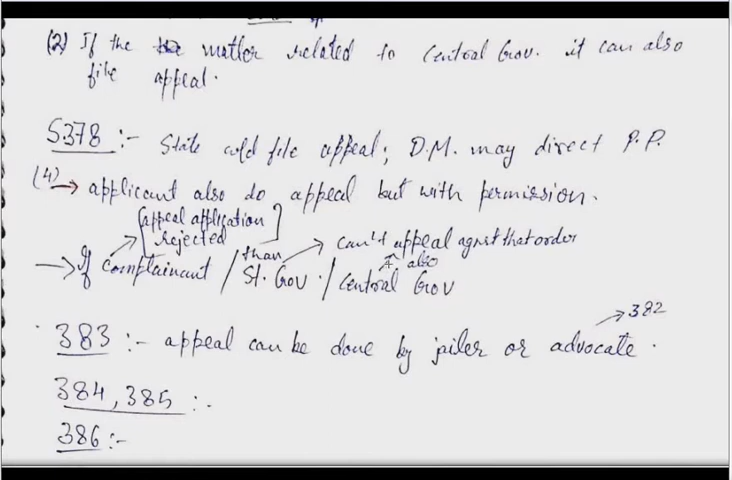 (2) If the matter related to Central Gov. it can also
file appeal.
S378 :- State cold file appeal; D.M. may direct P.P.
(4) → applicant also do appeal but with permission.
(appeal application
rejected)
→ If complainant / than St. Gov. / Central Gov
→ can't appeal agnst that order
also
→ 382
383 :- appeal can be done by jailer or advocate.
384, 385 :-
386 :-